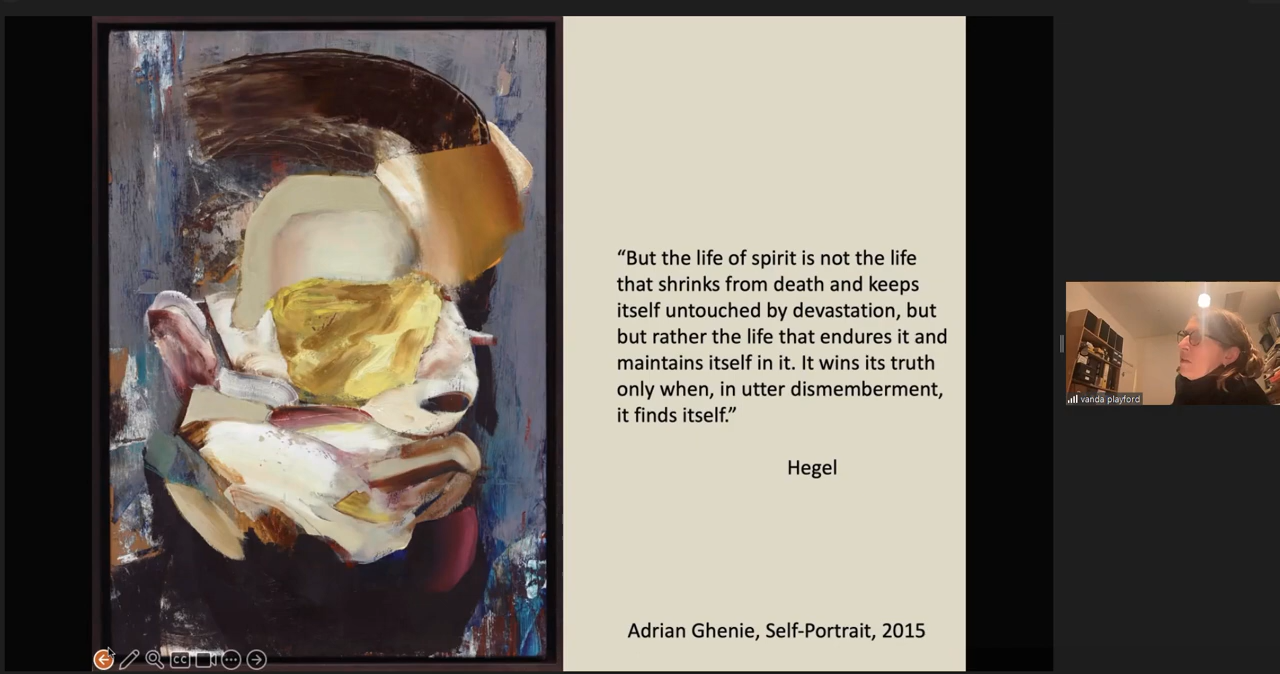 “But the life of spirit is not the life
that shrinks from death and keeps
itself untouched by devastation, but
but rather the life that endures it and
maintains itself in it. It wins its truth
only when, in utter dismemberment,
it finds itself.”
Hegel
Adrian Ghenie, Self-Portrait, 2015
vanda playford
CC